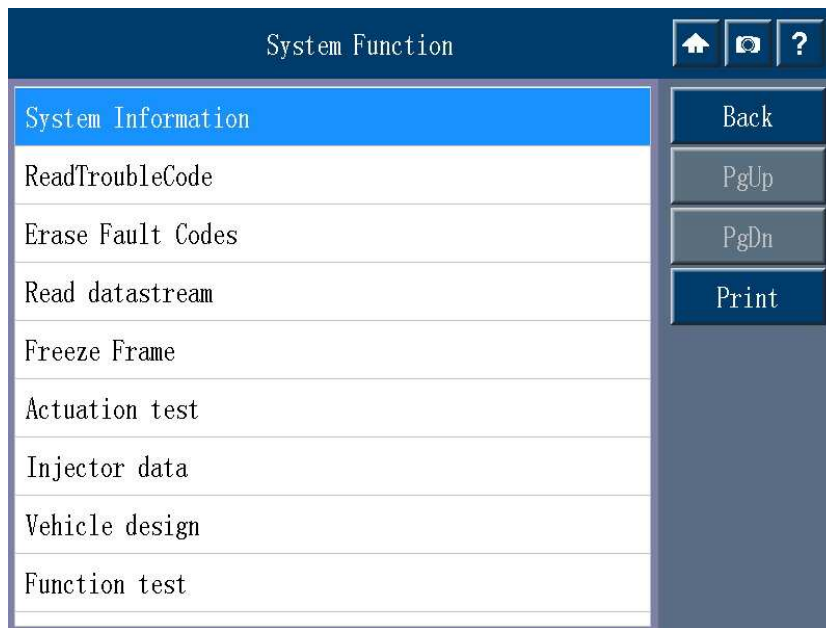 System Function
?
System Information
ReadTroubleCode
Erase Fault Codes
Read datastream
Freeze Frame
Actuation test
Injector data
Vehicle design
Function test
Back
PgUp
PgDn
Print